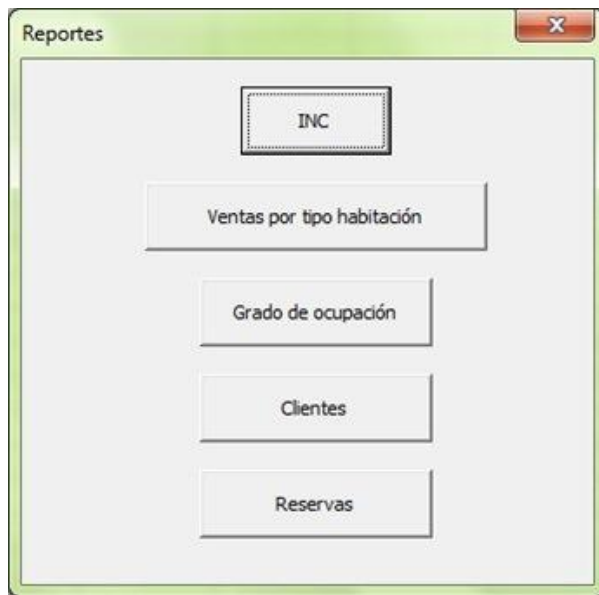 Reportes
INC
Ventas por tipo habitación
Grado de ocupación
Clientes
Reservas